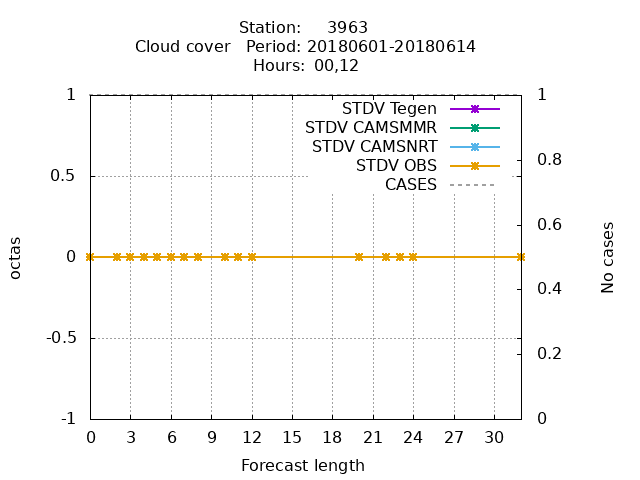 Station:     3963
Cloud cover   Period: 20180601-20180614
Hours:  00,12
STDV Tegen
STDV CAMSMMR
STDV CAMSNRT
STDV OBS
CASES
1
0.5
0
-0.5
-1
octas
1
0.8
0.6
0.4
0.2
0
No cases
0 3 6 9 12 15 18 21 24 27 30
Forecast length